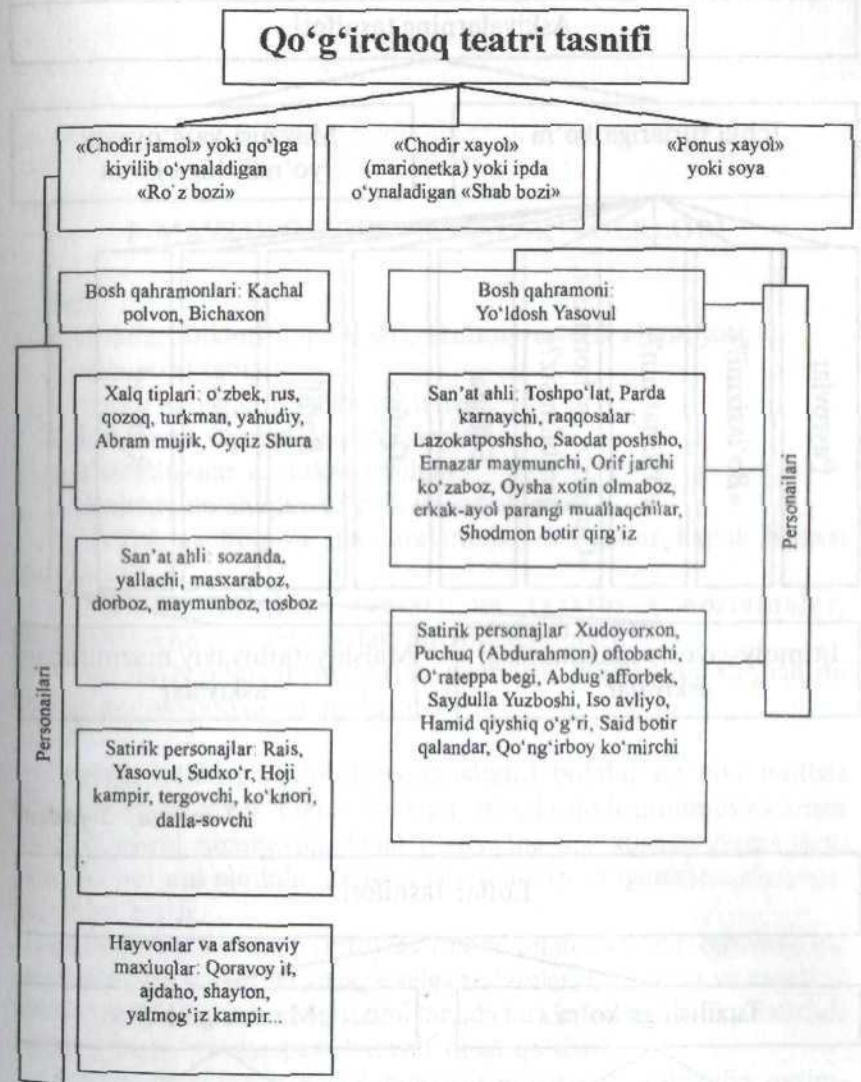 Qo‘g‘irchoq teatri tasnifi
«Chodir jamol» yoki qo‘lga
kiyilib o‘ynaladigan
«Ro‘z bozi»
«Chodir xayol»
(marionetka) yoki ipda
o‘ynaladigan «Shab bozi»
«Fonus xayol»
yoki soya
Bosh qahramonlari: Kachal
polvon, Bichaxon
Xalq tiplari: o‘zbek, rus,
qozoq, turkman, yahudiy,
Abram mujik, Oyqiz Shura
San’at ahli: sozanda,
yallachi, masxaraboz,
dorboz, maymunboz, tosboz
Satirik personajlar: Rais,
Yasovul, Sudxo‘r, Hoji
kampir, tergovchi, ko‘knori,
dalla-sovchi
Hayvonlar va afsonaviy
maxiuqlar: Qoravoy it,
ajdaho, shayton,
yalmog‘iz kampir...
Personailari
Bosh qahramoni:
Yo‘ldosh Yasovul
San’at ahli: Toshpo‘lat, Parda
karnaychi, raqqosalar:
Lazokatposhsho, Saodat poshsho,
Ernazar maymunchi, Orif jarchi
ko‘zaboz, Oysha xotin olmaboz,
erkak-ayol parangi muallaqchilar,
Shodmon botir qirg‘iz
Satirik personajlar: Xudoyorxon,
Puchuq (Abdurahmon) oftobachi,
O‘rateppa begi, Abdug‘afforbek,
Saydulla Yuzboshi, Iso avliyo,
Hamid qiyshiq o‘g‘ri, Said botir
qalandar, Qo‘ng‘irboy ko‘mirchi
Personailari